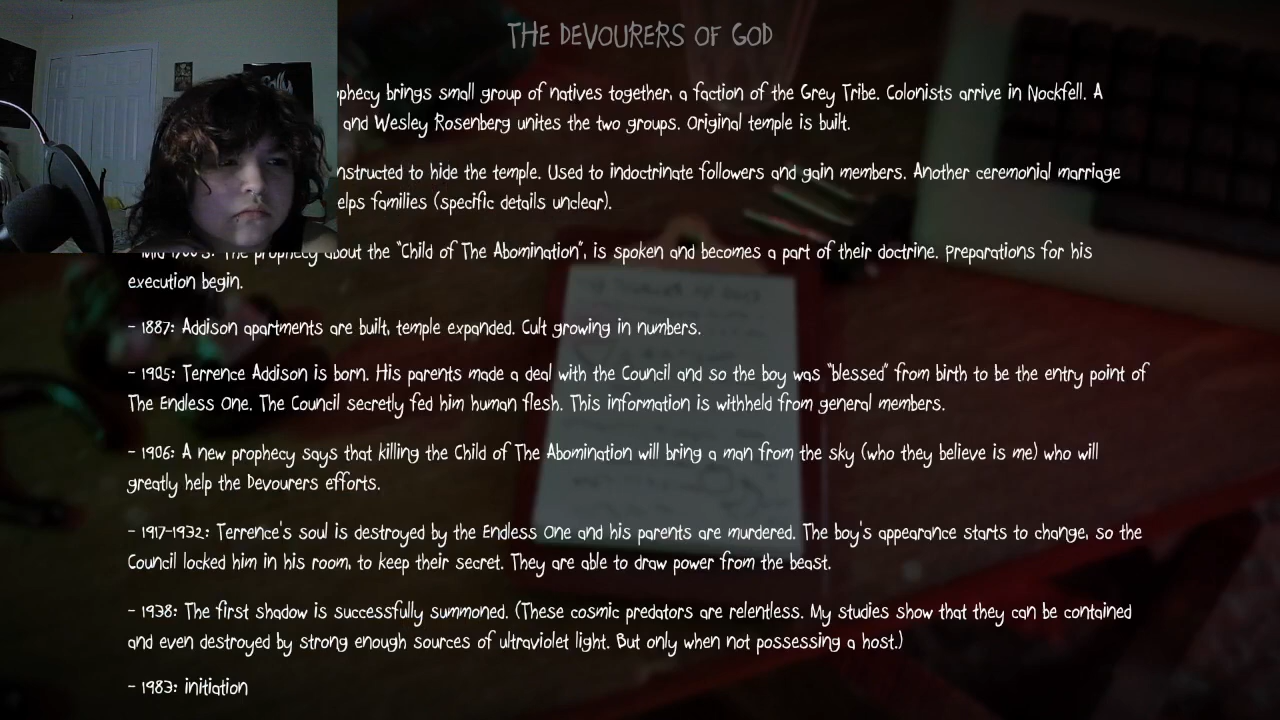 THE DEVOURERS OF GOD
phecy brings small group of natives together, a faction of the Grey Tribe. Colonists arrive in Nockfell. A
and Wesley Rosenberg unites the two groups. Original temple is built.
nstructed to hide the temple. Used to indoctrinate followers and gain members. Another ceremonial marriage
elps families (specific details unclear).
The prophecy about the "Child of The Abomination", is spoken and becomes a part of their doctrine. Preparations for his
execution begin.
- 1887: Addison apartments are built, temple expanded. Cult growing in numbers.
- 1905: Terrence Addison is born. His parents made a deal with the Council and so the boy was "blessed" from birth to be the entry point of
The Endless One. The Council secretly fed him human flesh. This information is withheld from general members.
- 1906: A new prophecy says that killing the Child of The Abomination will bring a man from the sky (who they believe is me) who will
greatly help the Devourers efforts.
- 1917-1932: Terrence's soul is destroyed by the Endless One and his parents are murdered. The boy's appearance starts to change, so the
Council locked him in his room, to keep their secret. They are able to draw power from the beast.
- 1938: The first shadow is successfully summoned. (These cosmic predators are relentless. My studies show that they can be contained
and even destroyed by strong enough sources of ultraviolet light. But only when not possessing a host.)
- 1983: initiation